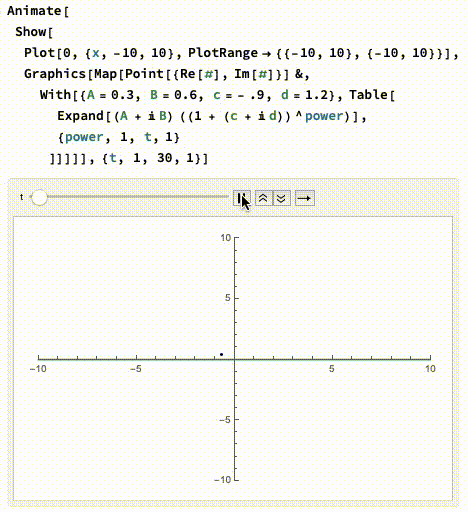 Animate[
Show[
Plot[0, {x, -10, 10}, PlotRange → {{-10, 10}, {-10, 10}}],
Graphics[Map[Point[{Re[#], Im[#]}] &,
With[{A = 0.3, B = 0.6, c = - .9, d = 1.2}, Table[
Expand[(A + i B) ((1 + (c + i d)) ^ power)],
{power, 1, t, 1}
]]]]], {t, 1, 30, 1}]
t
10
5
-10 -5 5 10
-5
-10